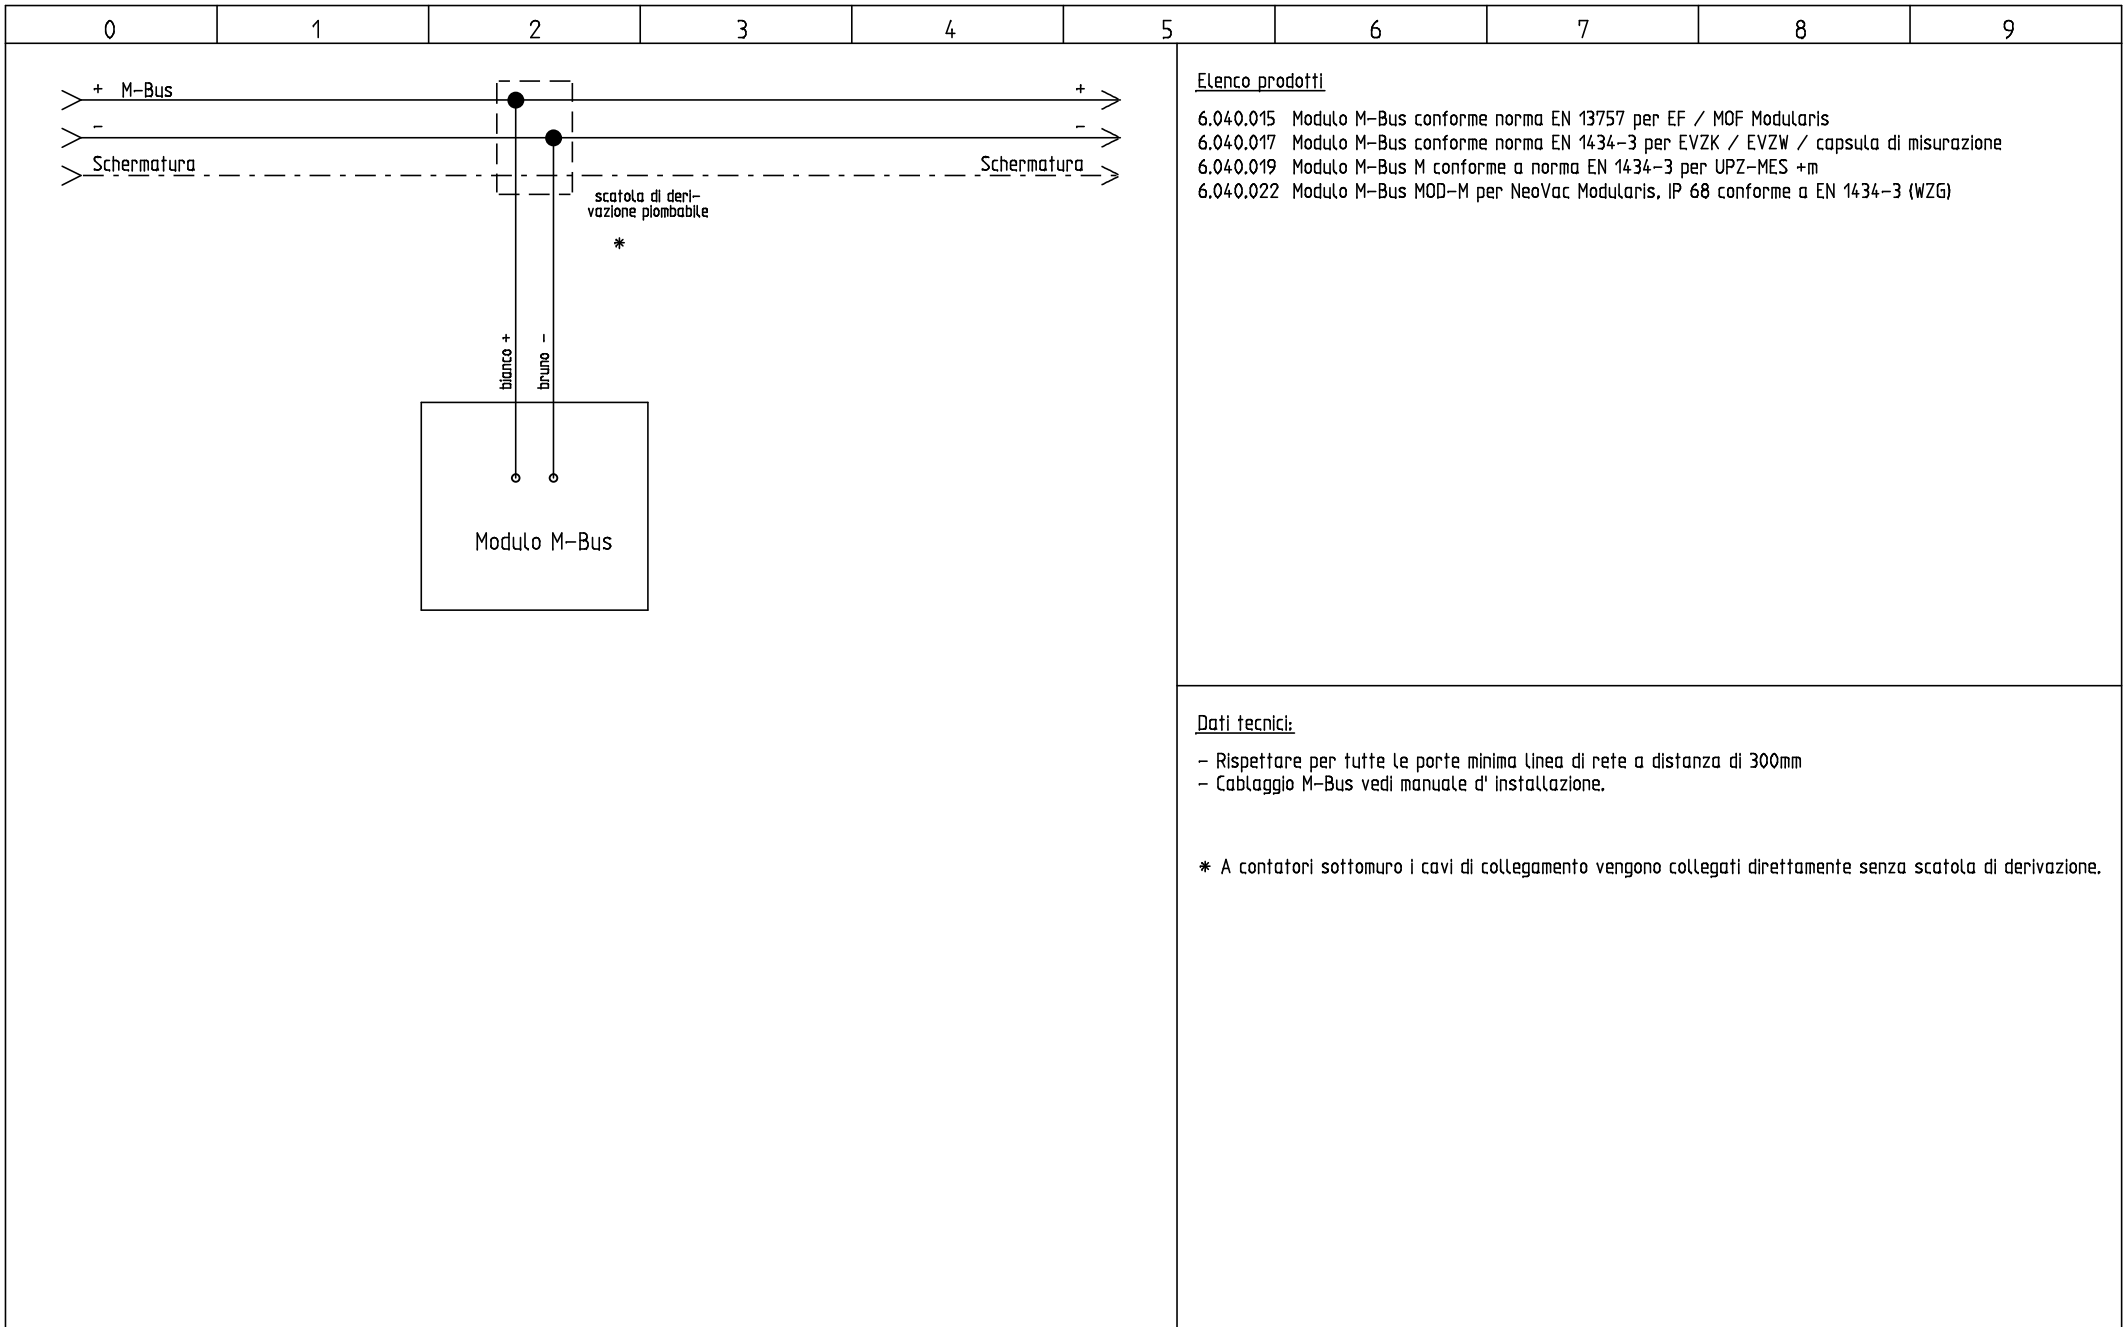 0 1 2 3 4 5 6 7 8 9
+ M-Bus +
- -
Schermatura Schermatura
scatola di deri-
vazione piombabile
*
bianco +
bruno -
Modulo M-Bus
Elenco prodotti
6.040.015 Modulo M-Bus conforme norma EN 13757 per EF / MOF Modularis
6.040.017 Modulo M-Bus conforme norma EN 1434-3 per EVZK / EVZW / capsula di misurazione
6.040.019 Modulo M-Bus M conforme a norma EN 1434-3 per UPZ-MES +m
6.040.022 Modulo M-Bus MOD-M per NeoVac Modularis, IP 68 conforme a EN 1434-3 (WZG)
Dati tecnici:
- Rispettare per tutte le porte minima linea di rete a distanza di 300mm
- Cablaggio M-Bus vedi manuale d' installazione.
* A contatori sottomuro i cavi di collegamento vengono collegati direttamente senza scatola di derivazione.